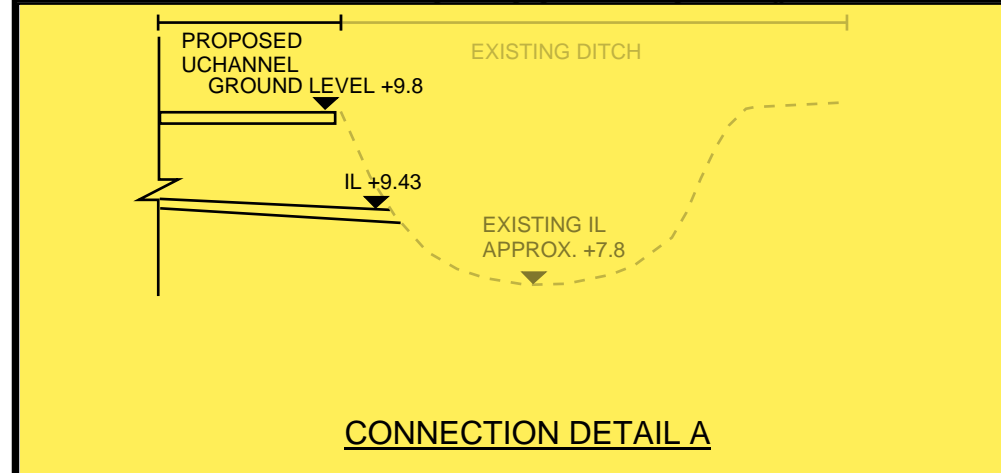 PROPOSED
UCHANNEL
EXISTING DITCH
GROUND LEVEL +9.8
IL +9.43
EXISTING IL
APPROX. +7.8
CONNECTION DETAIL A